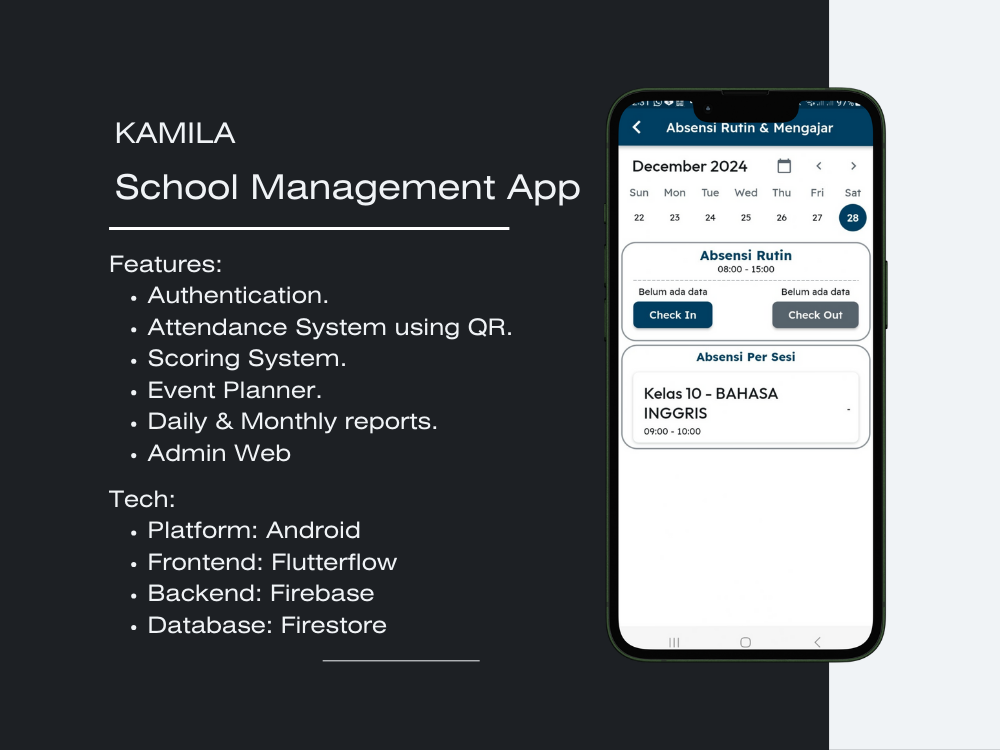 KAMILA
School Management App
Features:
• Authentication.
• Attendance System using QR.
• Scoring System.
• Event Planner.
• Daily & Monthly reports.
• Admin Web
Tech:
• Platform: Android
• Frontend: Flutterflow
• Backend: Firebase
• Database: Firestore
97%
Absensi Rutin & Mengajar
December 2024
Sun Mon Tue Wed Thu Fri Sat
22 23 24 25 26 27 28
Absensi Rutin
08:00 - 15:00
Belum ada data Belum ada data
Check In Check Out
Absensi Per Sesi
Kelas 10 - BAHASA
INGGRIS
-
09:00 - 10:00